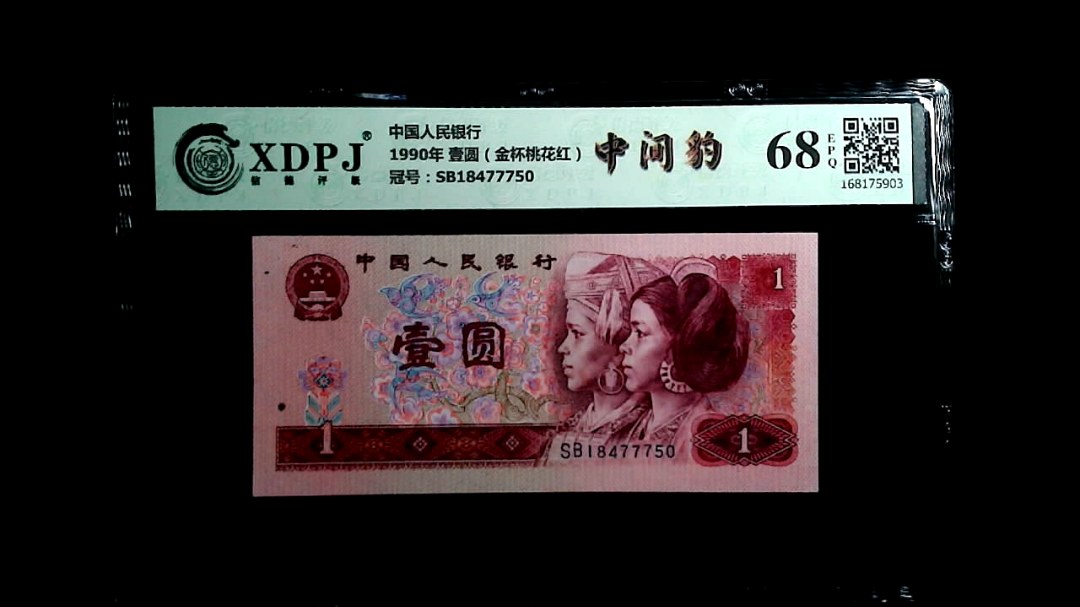 XDPJ®
信德评级
中国人民银行
1990年 壹圆（金杯桃花红）
冠号：SB18477750
中间豹
68
EPQ
168175903
中国人民银行
1
壹圆
1
SB18477750
1